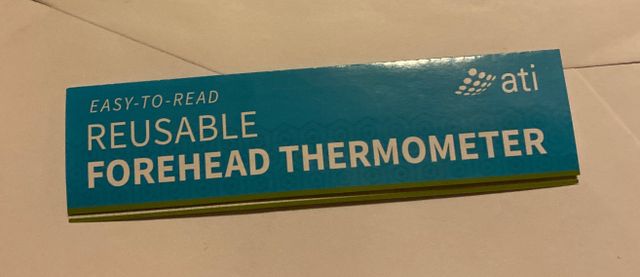 EASY-TO-READ
REUSABLE
FOREHEAD THERMOMETER
ati